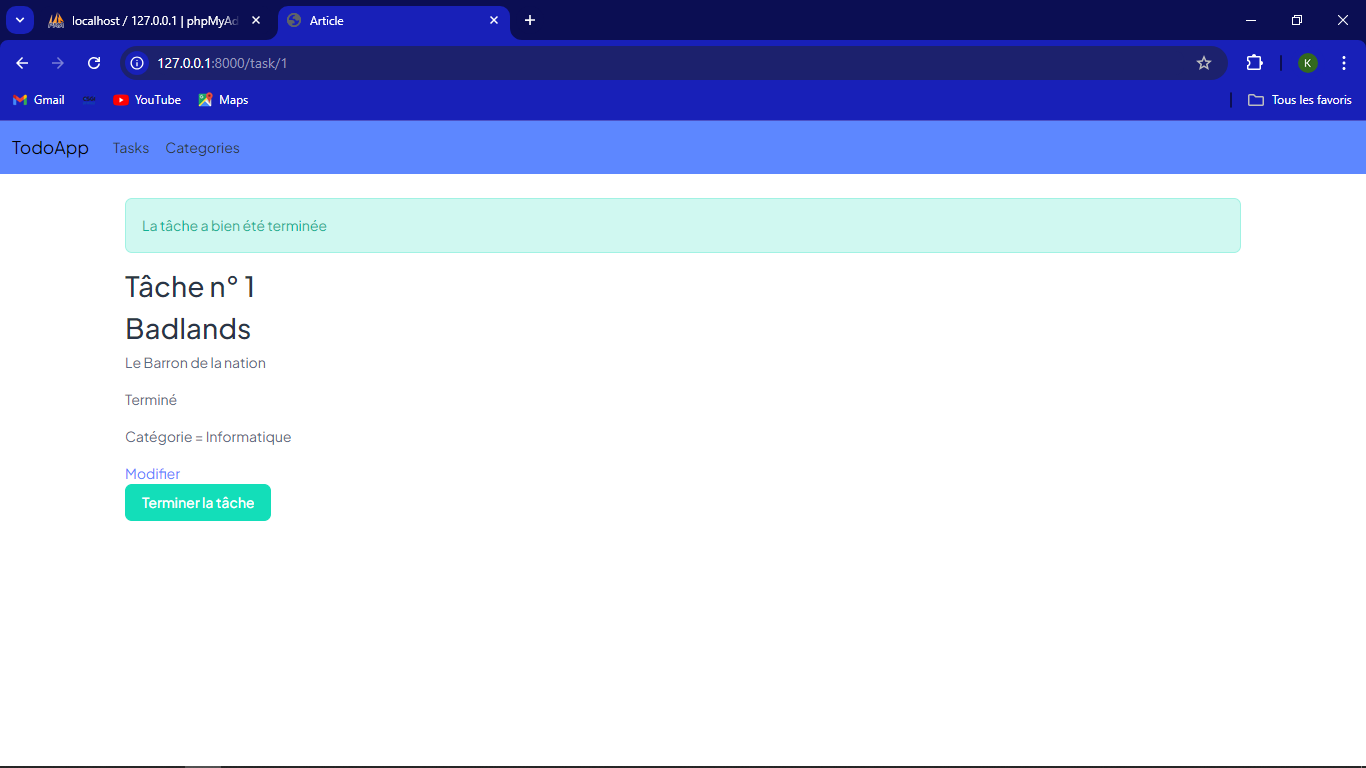 localhost / 127.0.0.1 | phpMyAd
Article
127.0.0.1:8000/task/1
K
Gmail
YouTube
Maps
Tous les favoris
TodoApp
Tasks
Categories
La tâche a bien été terminée
Tâche n° 1
Badlands
Le Barron de la nation
Terminé
Catégorie = Informatique
Modifier
Terminer la tâche